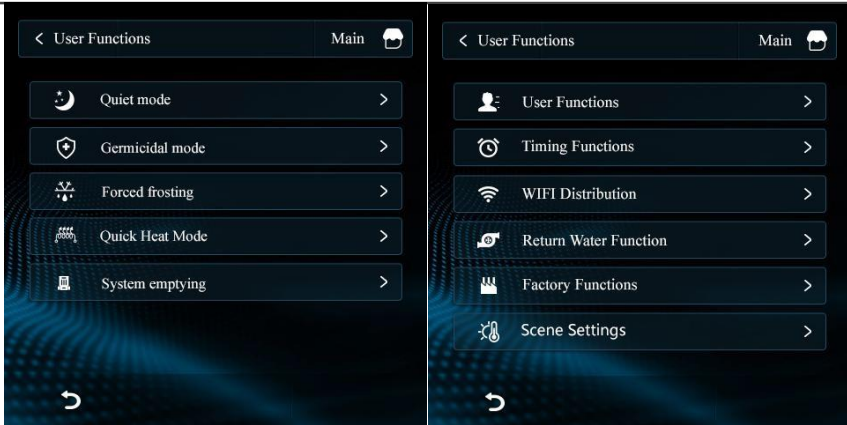 User Functions Main
Quiet mode
Germicidal mode
Forced frosting
Quick Heat Mode
System emptying
User Functions Main
User Functions
Timing Functions
WIFI Distribution
Return Water Function
Factory Functions
Scene Settings